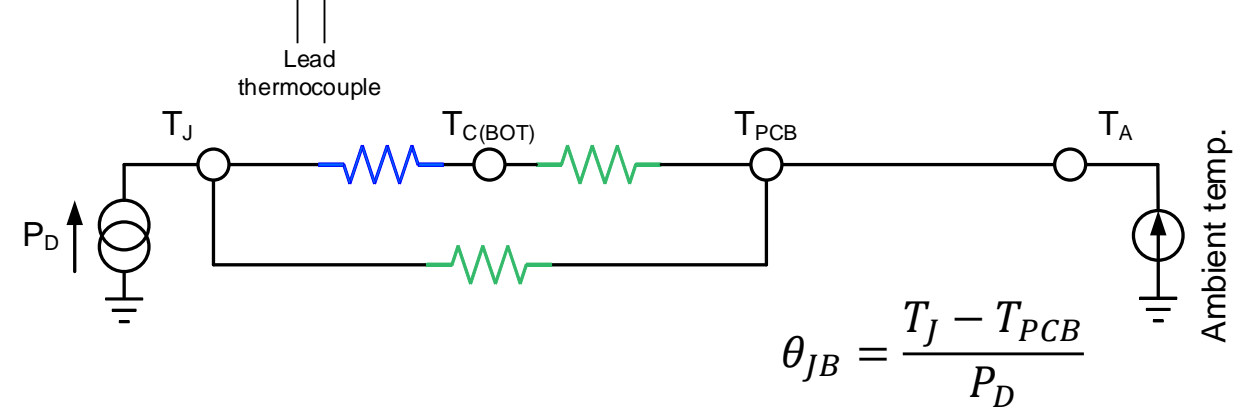 Lead
thermocouple
T_J
T_C(BOT)
T_PCB
T_A
P_D
Ambient temp.
θ_JB = (T_J − T_PCB) / P_D